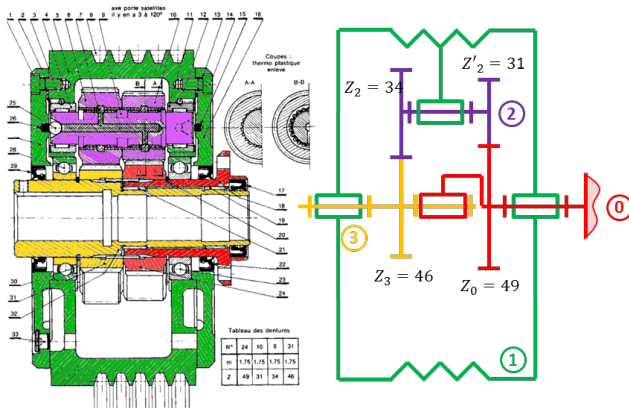 axe porte satellites
il y en a 3 à 120°
1 2 3 4 5 6 7 8 9 10 11 12 13 14 15 16
Coupes :
thermo plastique
enlevé
A-A B-B
B A
25
26
27
28
29
17
18
19
20
21
22
23
24
30
31
32
33
Tableau des dentures
N° 24 10 8 31
m 1,75 1,75 1,75 1,75
Z 49 31 34 46
Z₂ = 34
Z'₂ = 31
2
0
3
Z₃ = 46
Z₀ = 49
1